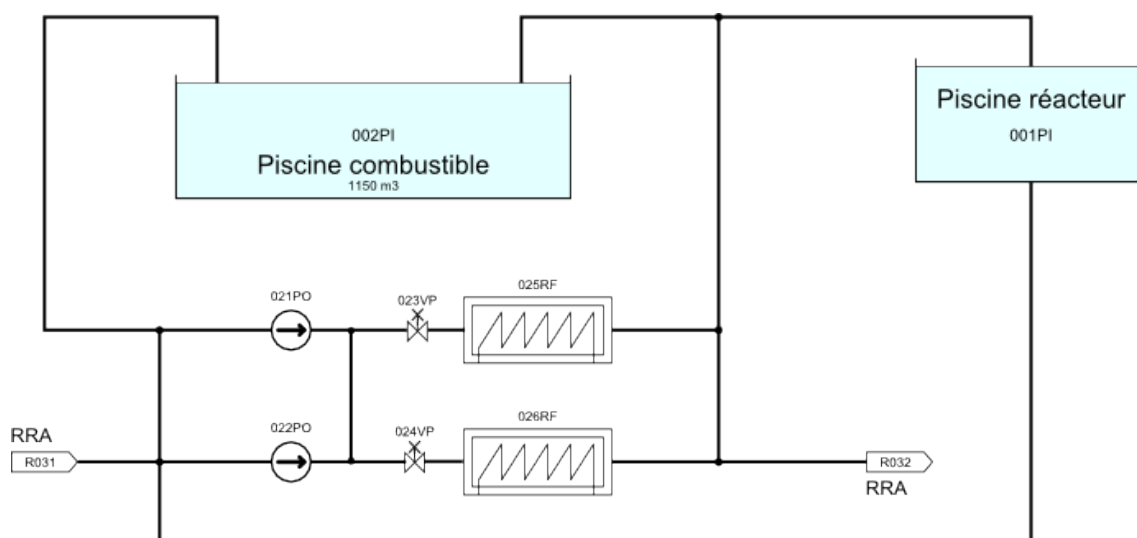 002PI
Piscine combustible
1150 m3
Piscine réacteur
001PI
021PO
023VP
025RF
022PO
024VP
026RF
RRA
R031
R032
RRA